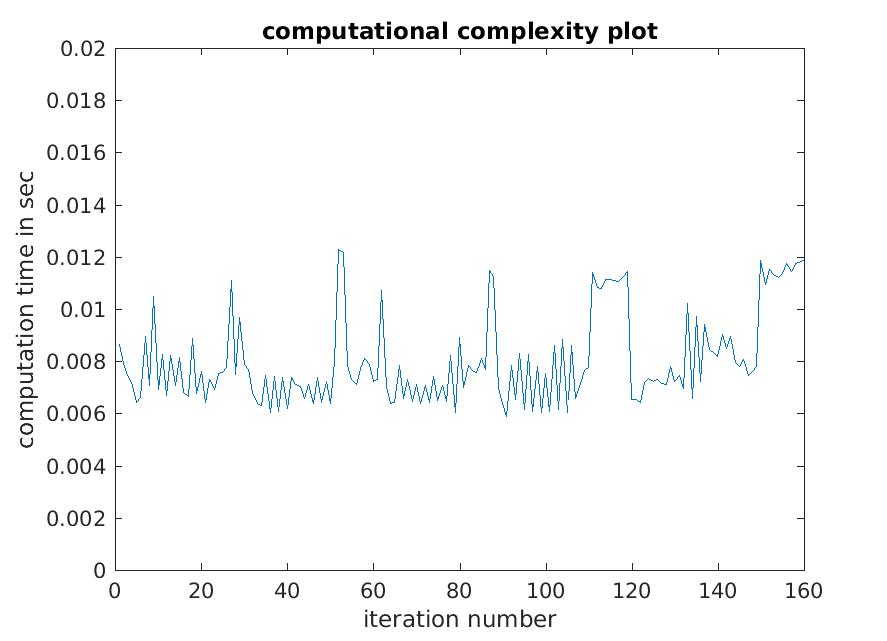 computational complexity plot
0.02
0.018
0.016
0.014
0.012
0.01
0.008
0.006
0.004
0.002
0
computation time in sec
0 20 40 60 80 100 120 140 160
iteration number